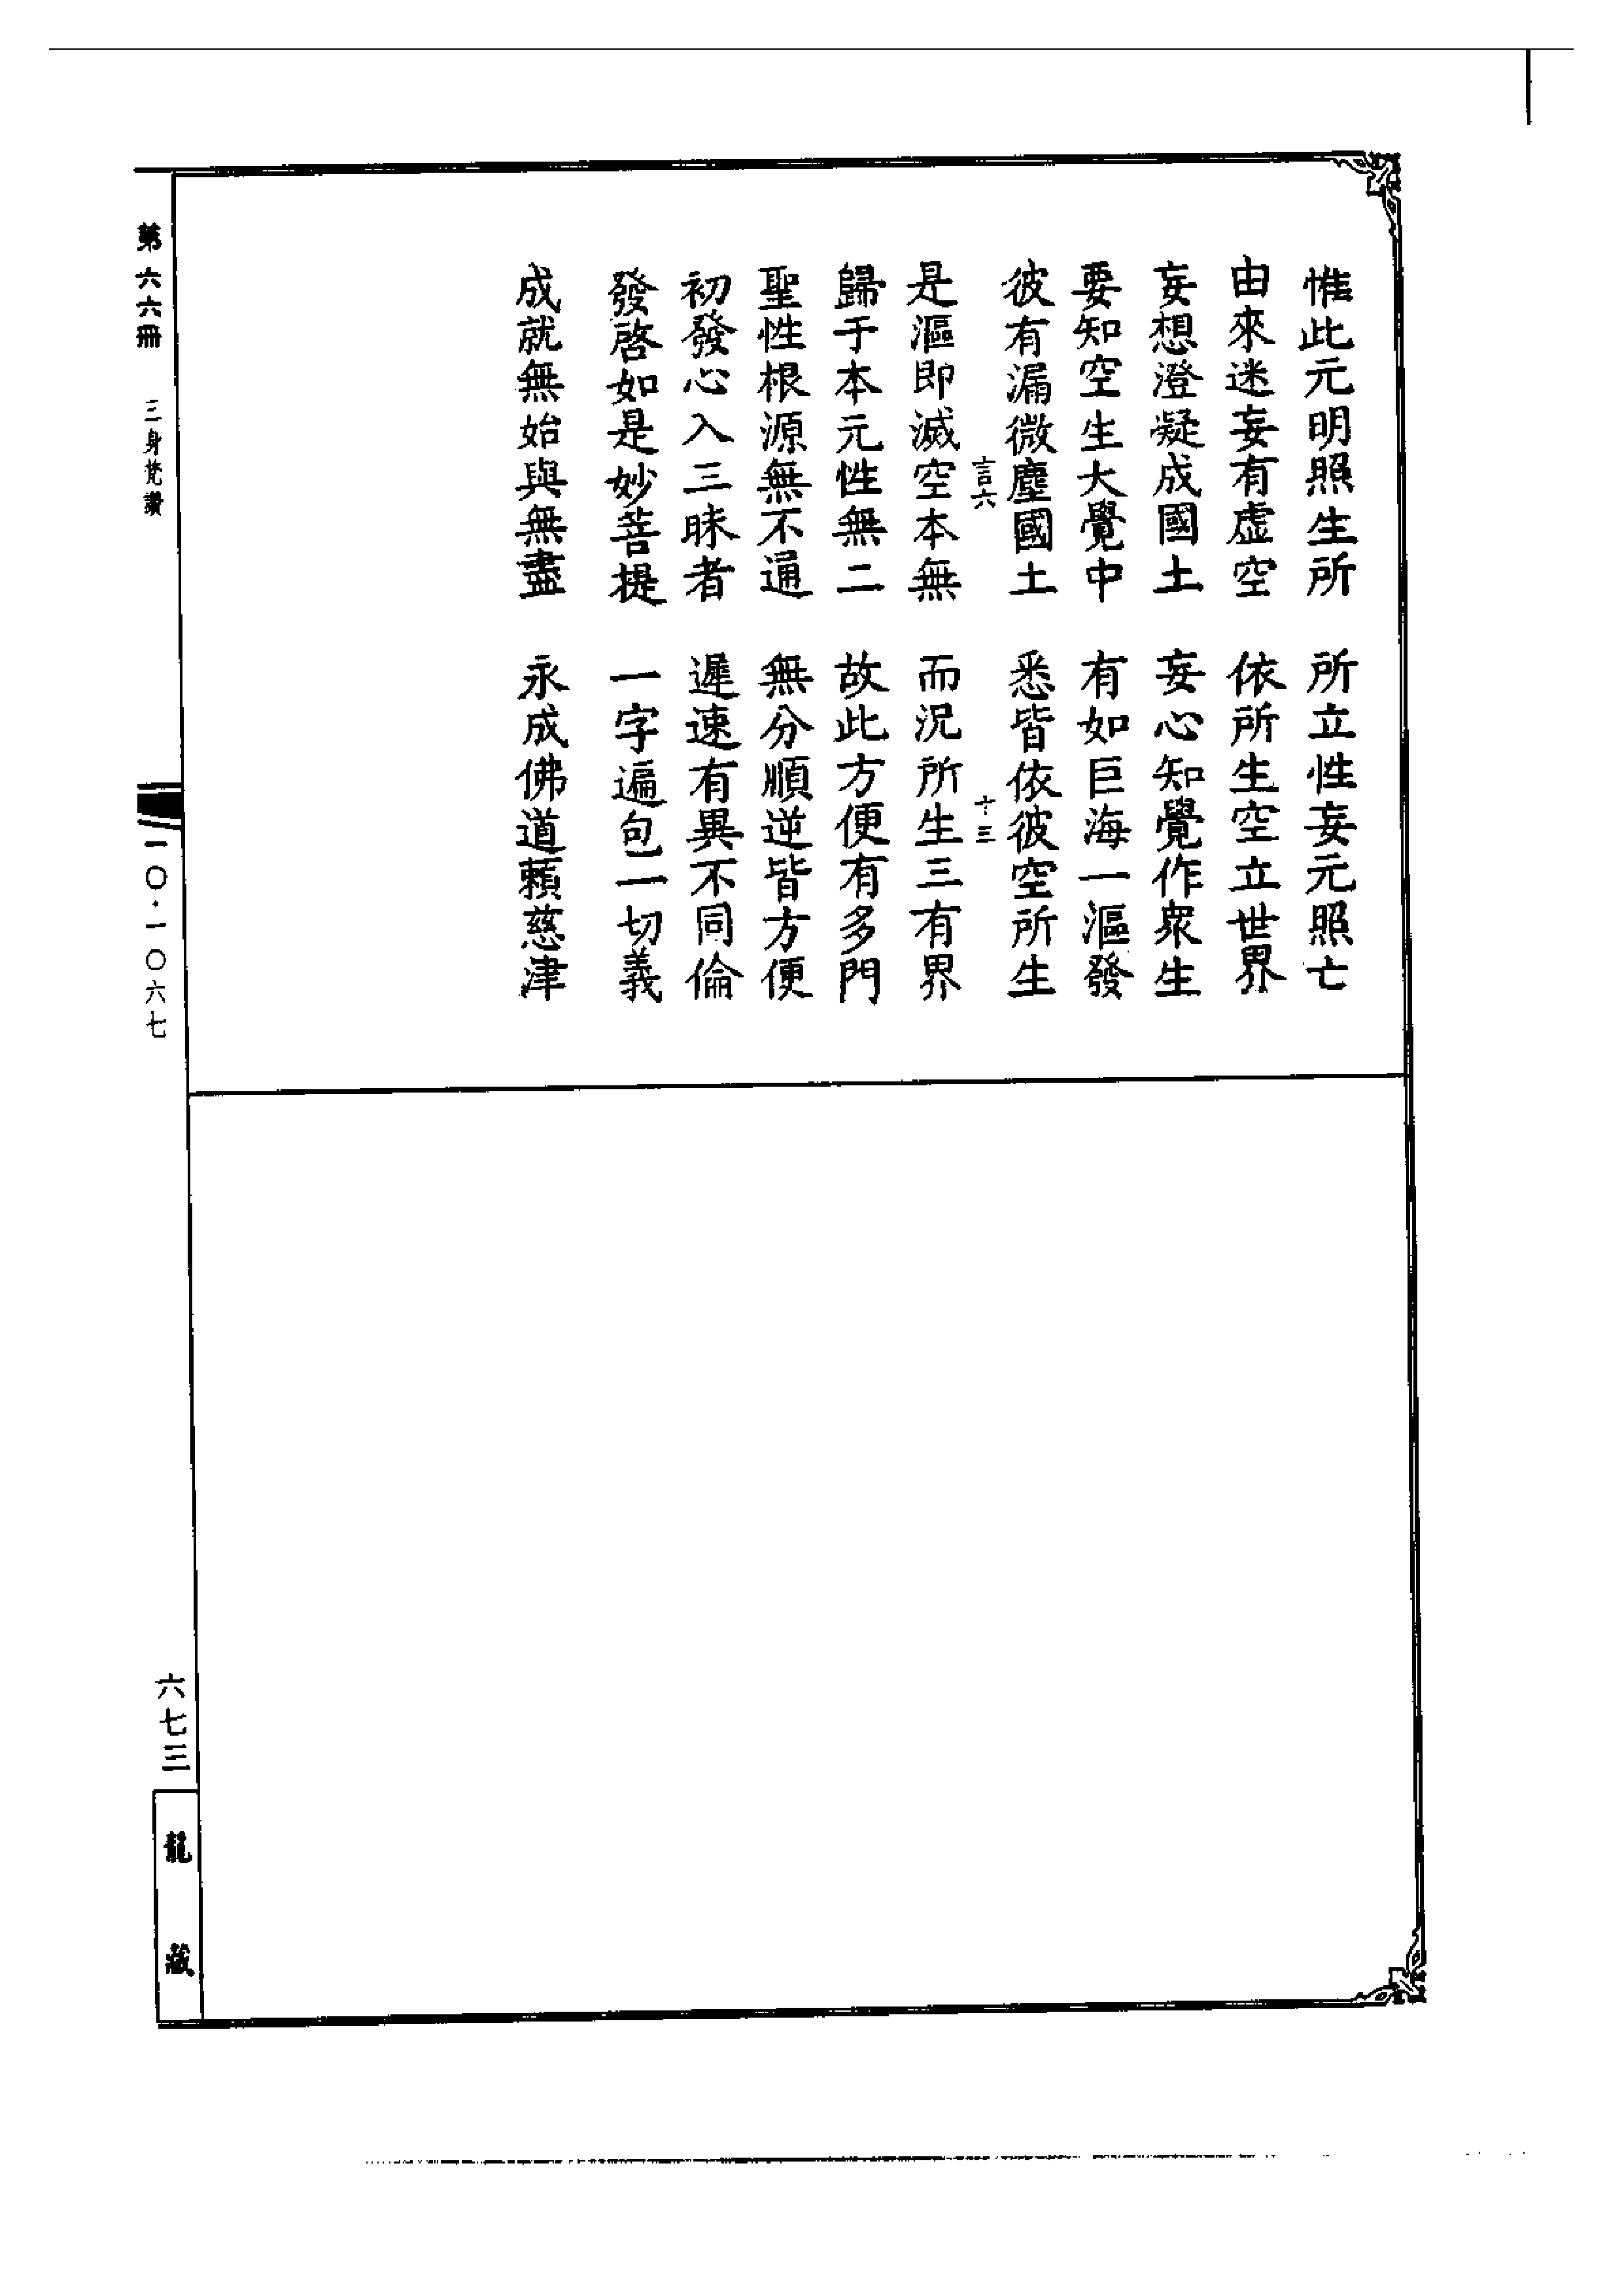 惟此元明照生所　所立性妄元照亡
由來迷妄有虛空　依所生空立世界
妄想澄凝成國土　妄心知覺作衆生
要知空生大覺中　有如巨海一漚發
彼有漏微塵國土　悉皆依彼空所生
言六　十三
是漚即滅空本無　而況所生三有界
歸于本元性無二　故此方便有多門
聖性根源無不通　無分順逆皆方便
初發心入三昧者　遲速有異不同倫
發啓如是妙菩提　一字遍句一切義
成就無始與無盡　永成佛道賴慈津
第六六冊　三身梵讚　一〇·一〇六七　六七三
龍藏